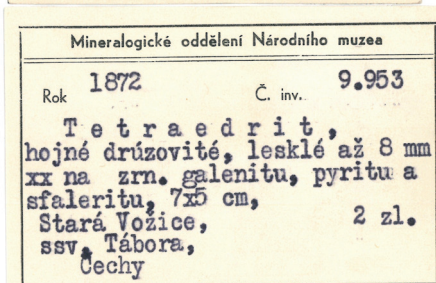 Mineralogické oddělení Národního muzea
Rok 1872 Č. inv. 9.953
Tetraedrit,
hojné drúzovité, lesklé až 8 mm
xx na zrn. galenitu, pyritu a
sfaleritu, 7x5 cm,
Stará Vožice, 2 zl.
ssv. Tábora,
Čechy